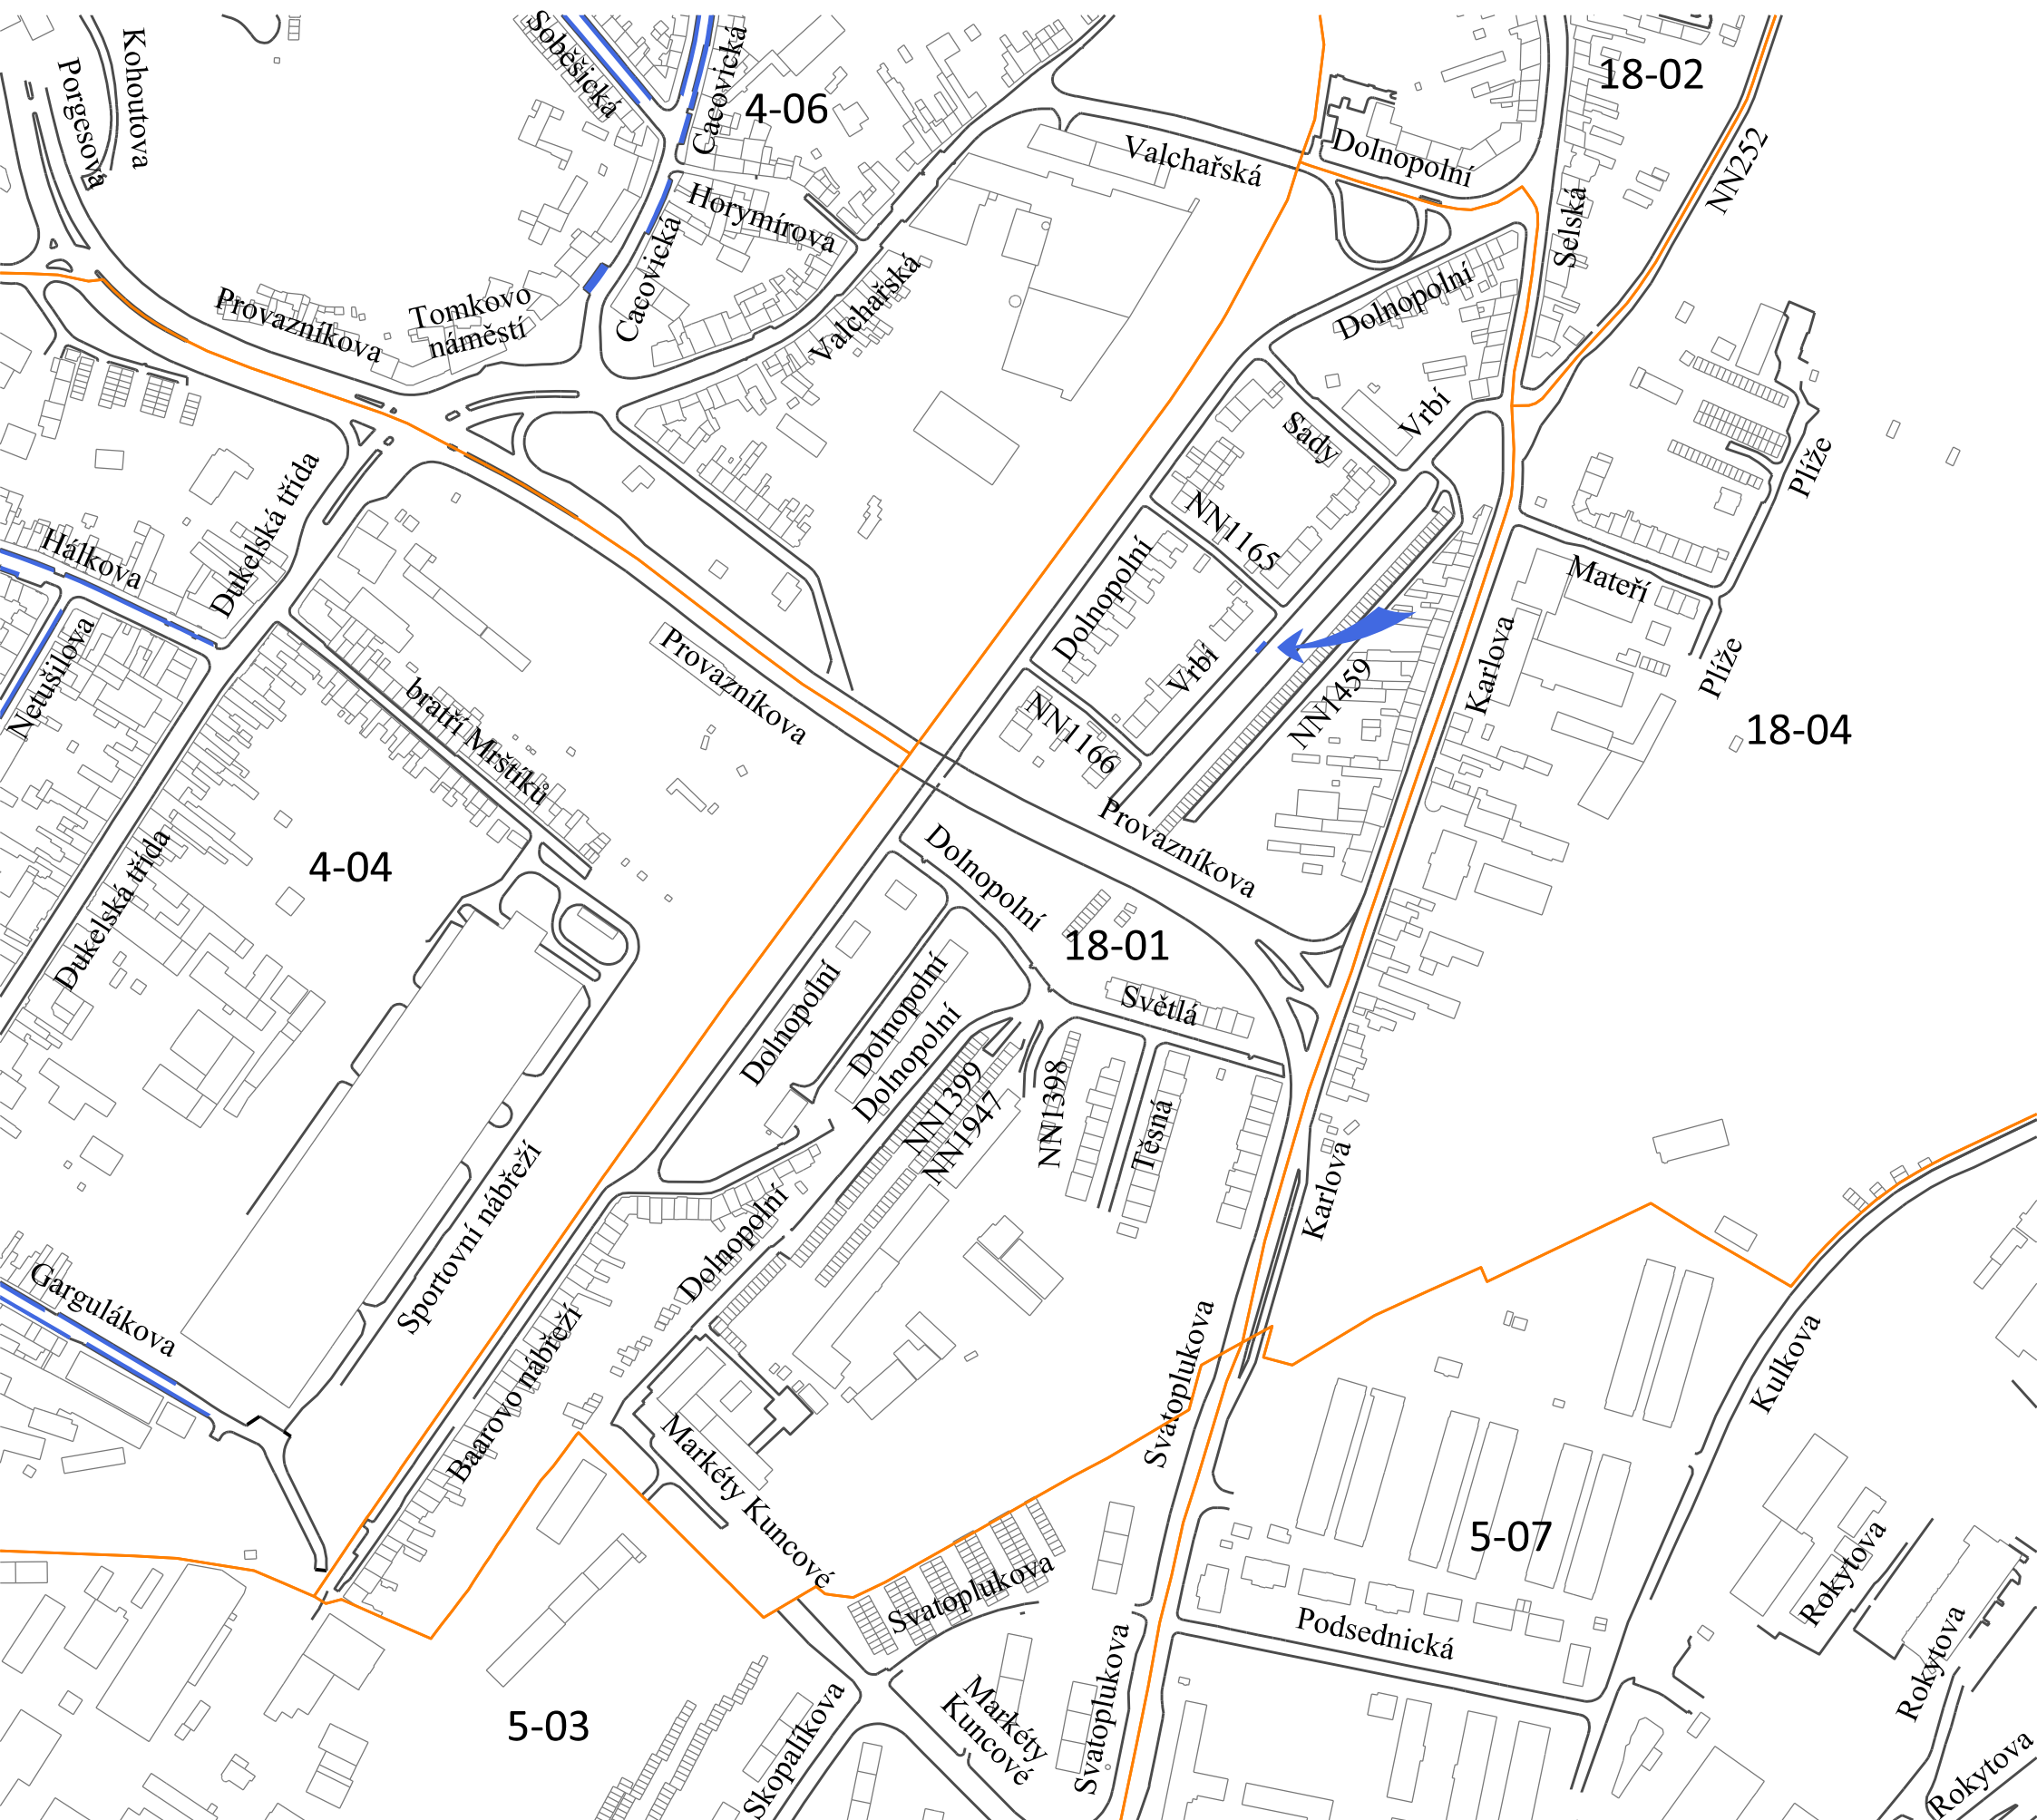 Kohoutova
Porgesova
Soběšická
Cacovická
4-06
18-02
Dolnopolní
Valchařská
NN252
Horymírova
Selská
Cacovická
Valchařská
Dolnopolní
Provazníkova
Tomkovo
náměstí
Vrbí
Sady
Plíže
Dukelská třída
NN1165
Hálkova
Mateří
Dolnopolní
Netušilova
Provazníkova
Vrbí
Karlova
Plíže
NN1459
bratří Mrštíků
NN1166
18-04
Provazníkova
Dolnopolní
4-04
Dukelská třída
18-01
Dolnopolní
Dolnopolní
Světlá
Dolnopolní
NN1399
NN1947
NN1398
Těsná
Karlova
Sportovní nábřeží
Dolnopolní
Gargulákova
Baarovo nábřeží
Svatoplukova
Kulkova
Markéty Kuncové
5-07
Rokytova
Svatoplukova
Podsednická
Rokytova
Svatoplukova
Markéty
Kuncové
5-03
Skopalíkova
Rokytova